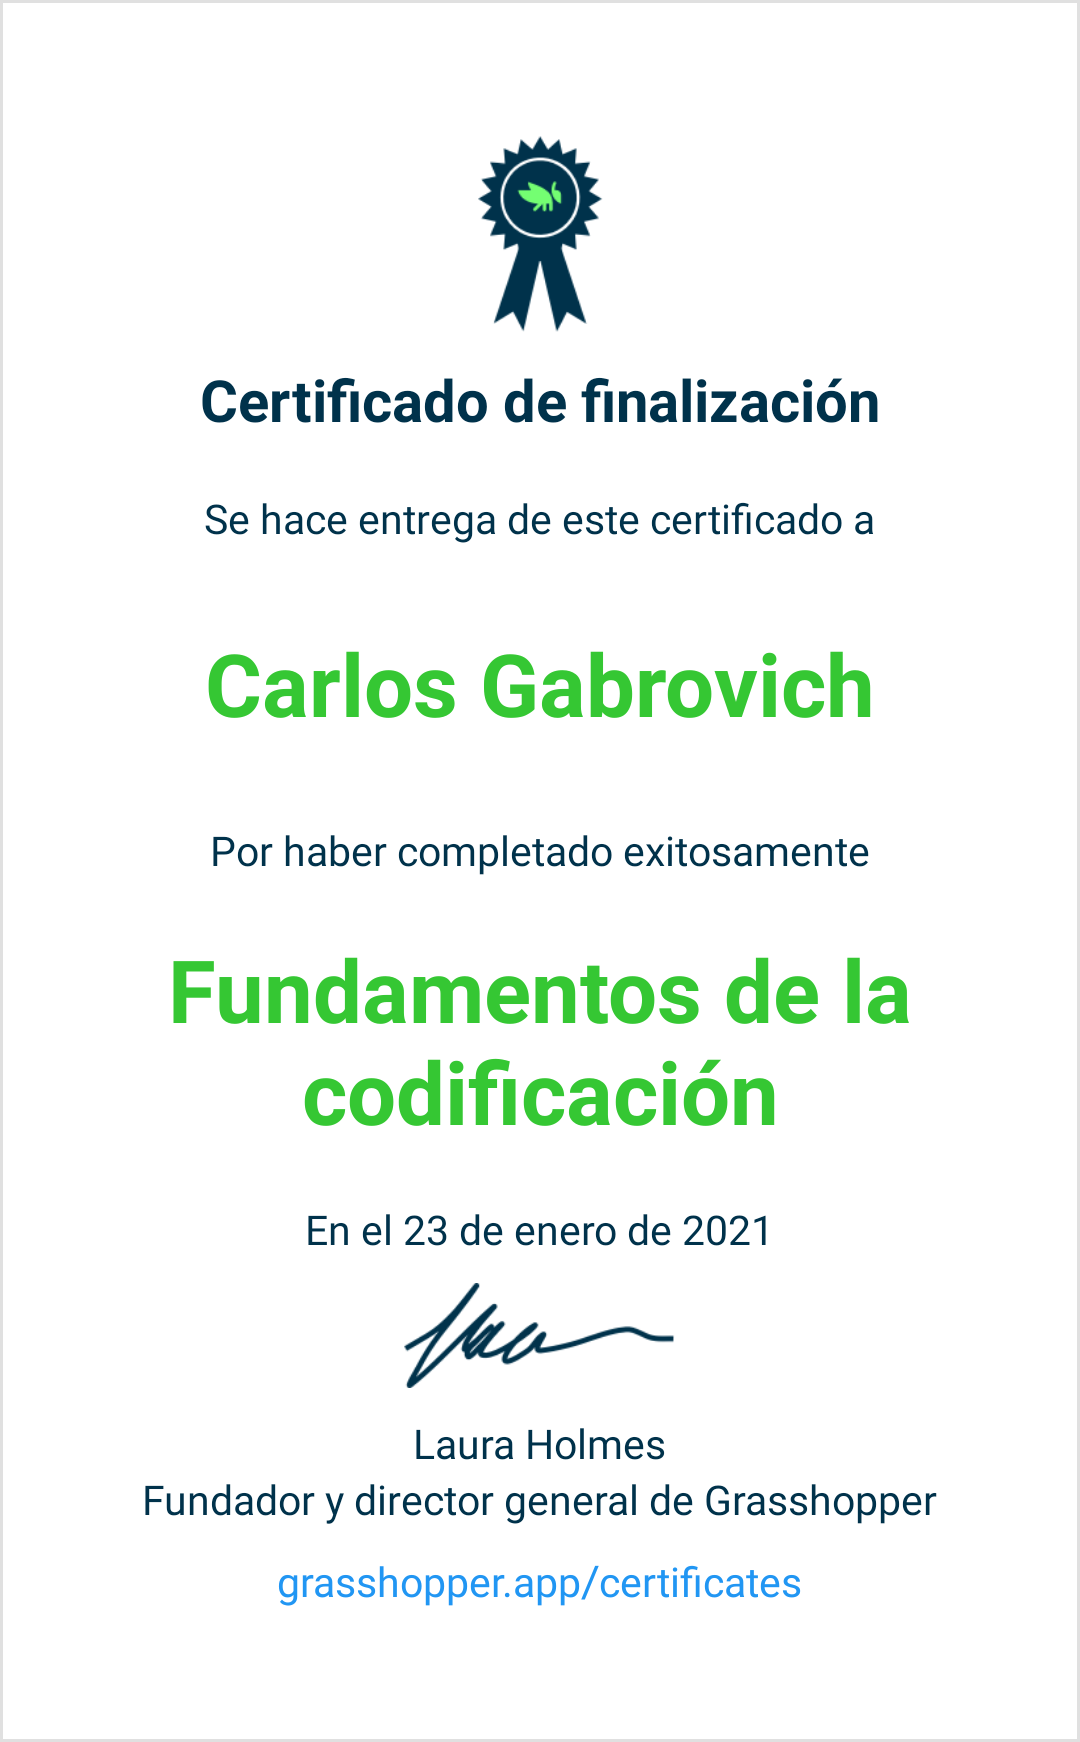 Certificado de finalización
Se hace entrega de este certificado a
Carlos Gabrovich
Por haber completado exitosamente
Fundamentos de la
codificación
En el 23 de enero de 2021
Laura Holmes
Fundador y director general de Grasshopper
grasshopper.app/certificates